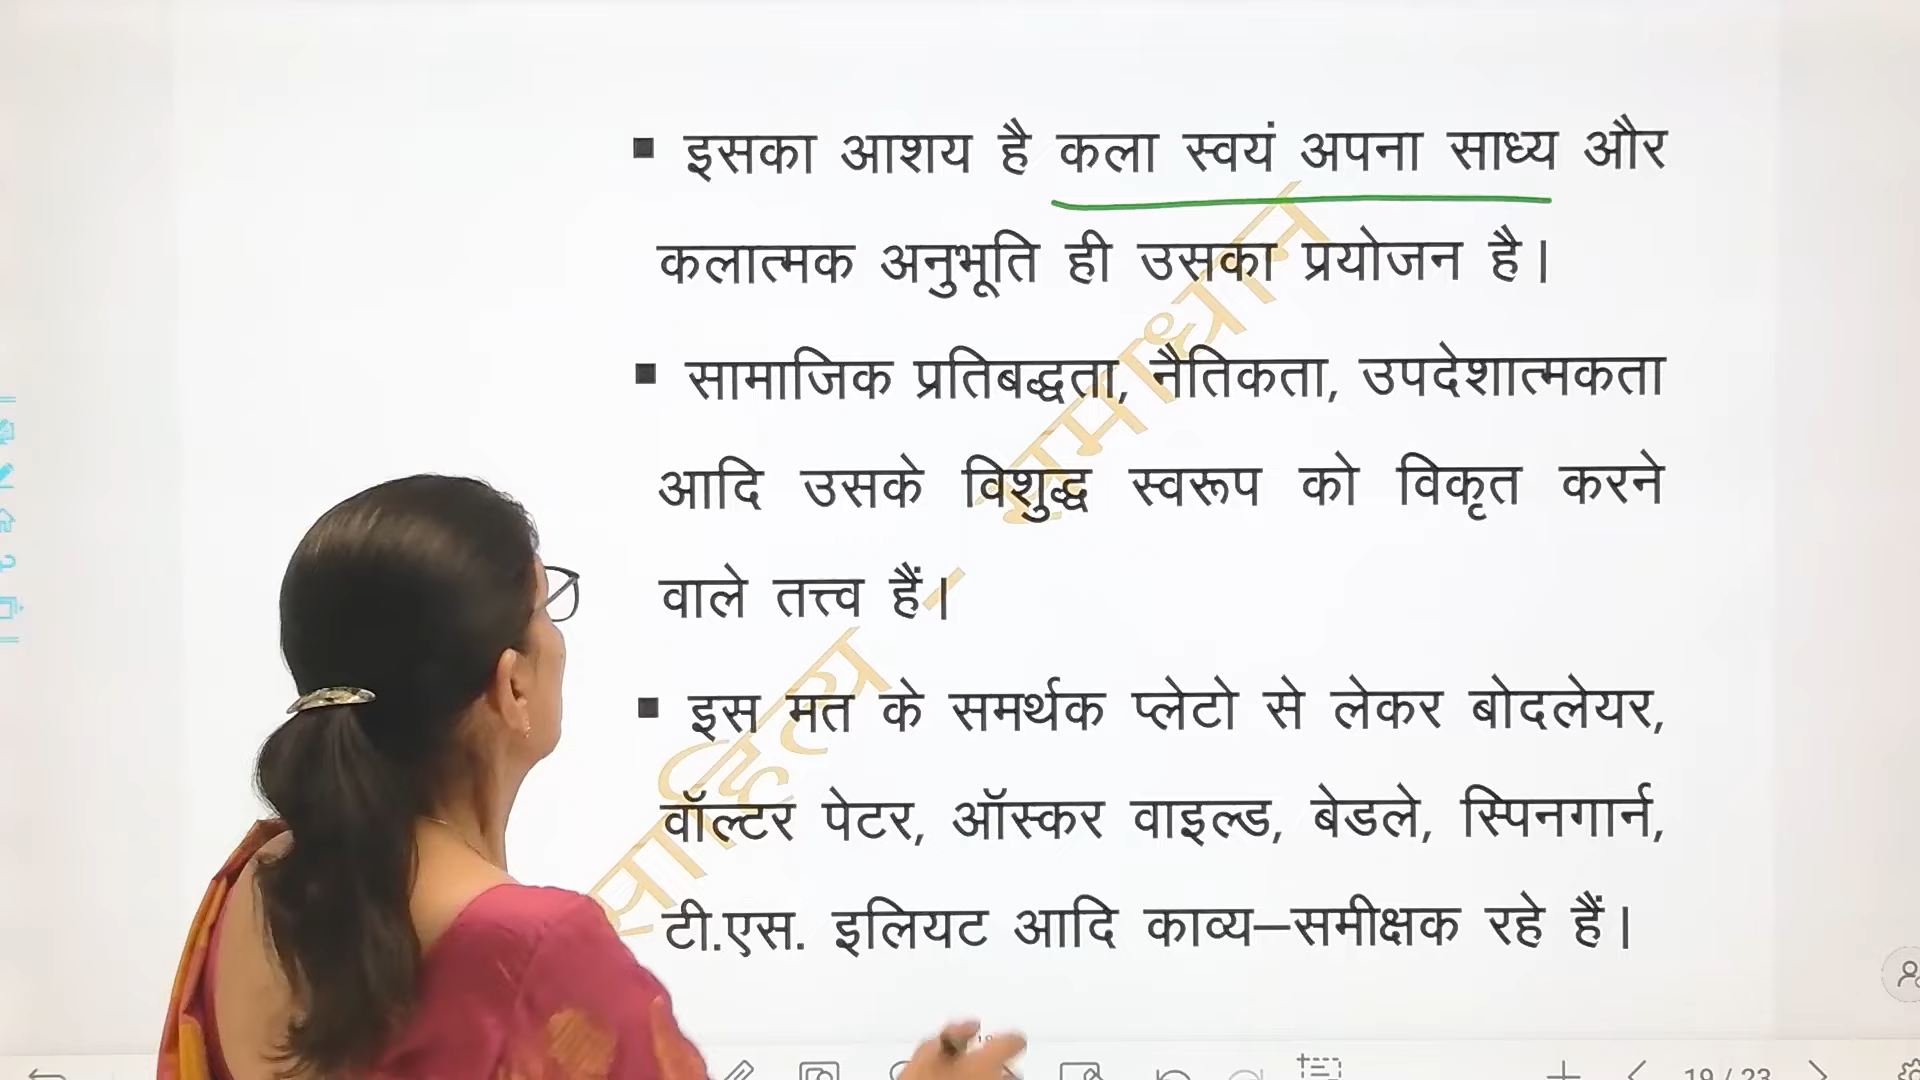 ■ इसका आशय है कला स्वयं अपना साध्य और
कलात्मक अनुभूति ही उसका प्रयोजन है।
■ सामाजिक प्रतिबद्धता, नैतिकता, उपदेशात्मकता
आदि उसके विशुद्ध स्वरूप को विकृत करने
वाले तत्त्व हैं।
■ इस मत के समर्थक प्लेटो से लेकर बोदलेयर,
वॉल्टर पेटर, ऑस्कर वाइल्ड, बेडले, स्पिनगार्न,
टी.एस. इलियट आदि काव्य–समीक्षक रहे हैं।
साहित्य -
19 / 23